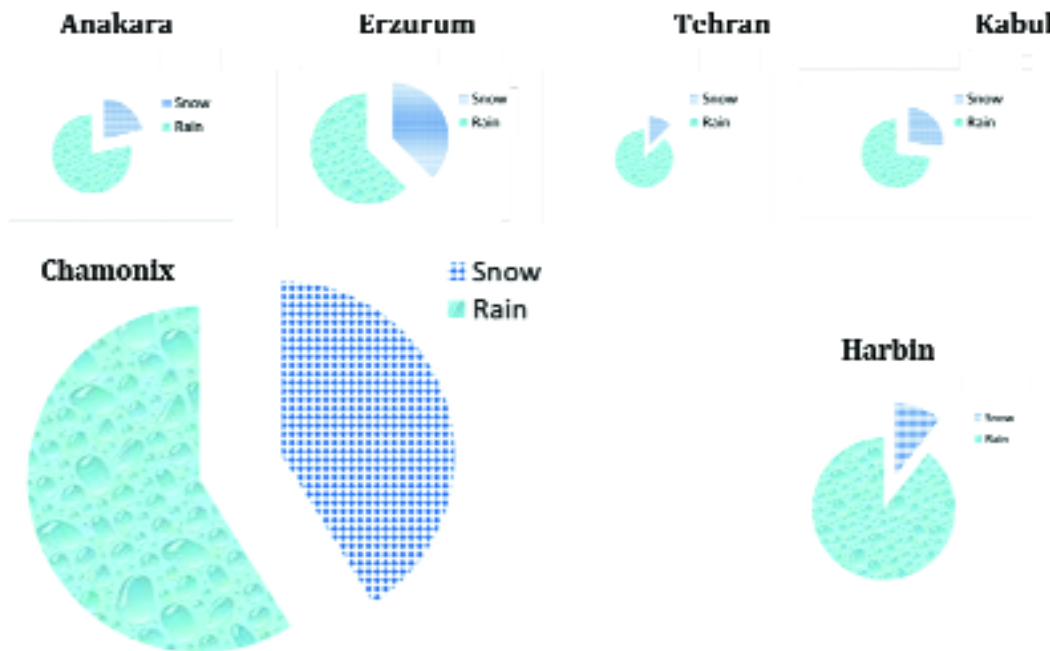 Anakara
Erzurum
Tehran
Kabul
Snow
Rain
Snow
Rain
Snow
Rain
Snow
Rain
Chamonix
Snow
Rain
Harbin
Snow
Rain